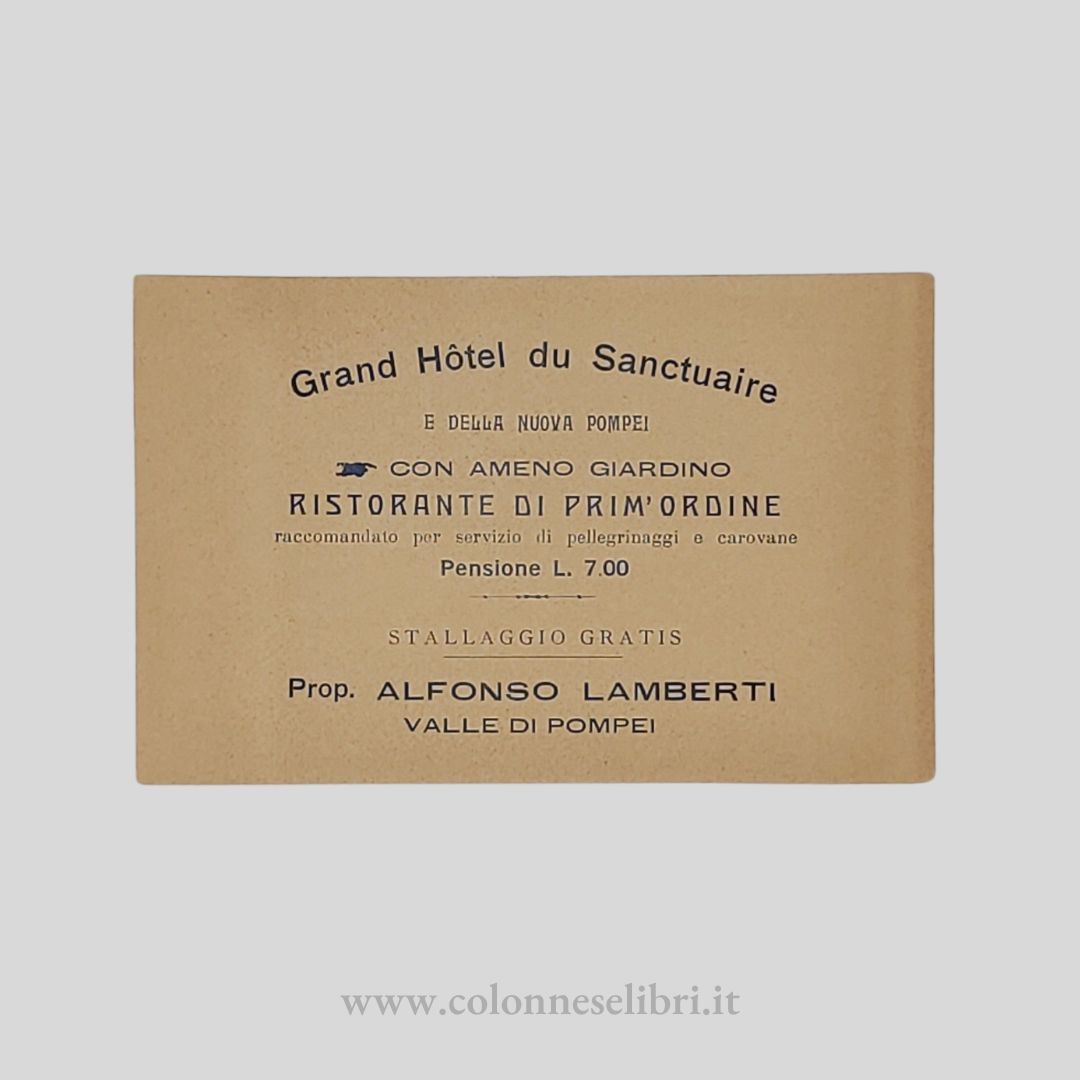 Grand Hôtel du Sanctuaire
E DELLA NUOVA POMPEI
CON AMENO GIARDINO
RISTORANTE DI PRIM'ORDINE
raccomandato per servizio di pellegrinaggi e carovane
Pensione L. 7.00
STALLAGGIO GRATIS
Prop. ALFONSO LAMBERTI
VALLE DI POMPEI
www.colonneselibri.it